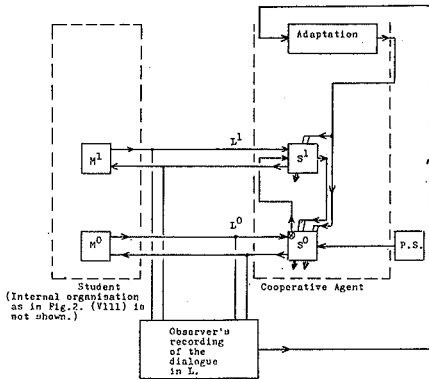 Adaptation
L¹
M¹
S¹
L⁰
M⁰
S⁰
P.S.
Student
(Internal organisation
as in Fig.2. (V111) is
not shown.)
Cooperative Agent
Observer's
recording
of the
dialogue
in L.